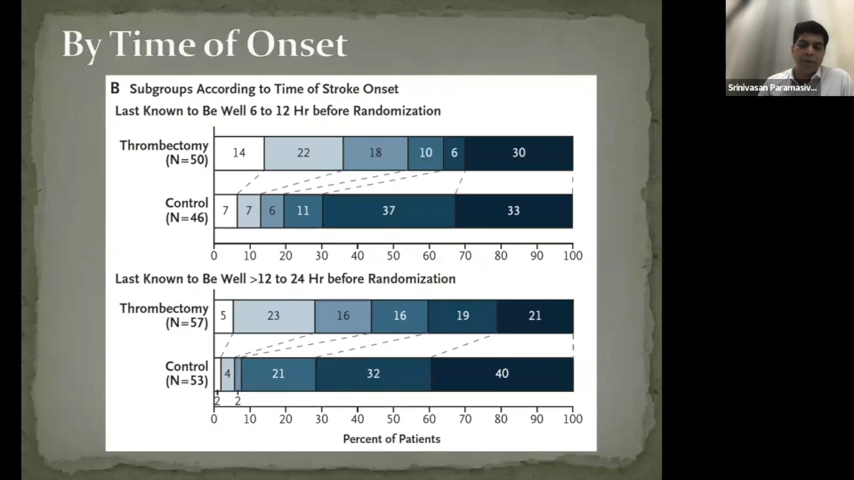 By Time of Onset
Srinivasan Paramasiv...
B Subgroups According to Time of Stroke Onset
Last Known to Be Well 6 to 12 Hr before Randomization
Thrombectomy
(N=50)
14 22 18 10 6 30
Control
(N=46)
7 7 6 11 37 33
0 10 20 30 40 50 60 70 80 90 100
Last Known to Be Well >12 to 24 Hr before Randomization
Thrombectomy
(N=57)
5 23 16 16 19 21
Control
(N=53)
4 21 32 40
2 2
0 10 20 30 40 50 60 70 80 90 100
Percent of Patients